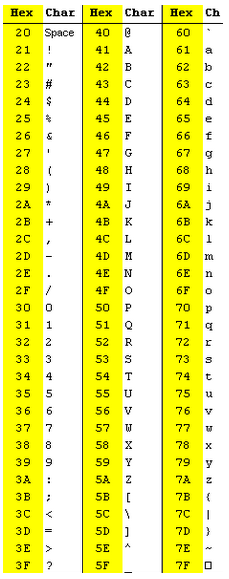 Hex Char Hex Char Hex Ch
20 Space 40 @ 60 `
21 ! 41 A 61 a
22 " 42 B 62 b
23 # 43 C 63 c
24 $ 44 D 64 d
25 % 45 E 65 e
26 & 46 F 66 f
27 ' 47 G 67 g
28 ( 48 H 68 h
29 ) 49 I 69 i
2A * 4A J 6A j
2B + 4B K 6B k
2C , 4C L 6C l
2D - 4D M 6D m
2E . 4E N 6E n
2F / 4F O 6F o
30 0 50 P 70 p
31 1 51 Q 71 q
32 2 52 R 72 r
33 3 53 S 73 s
34 4 54 T 74 t
35 5 55 U 75 u
36 6 56 V 76 v
37 7 57 W 77 w
38 8 58 X 78 x
39 9 59 Y 79 y
3A : 5A Z 7A z
3B ; 5B [ 7B {
3C < 5C \ 7C |
3D = 5D ] 7D }
3E > 5E ^ 7E ~
3F ? 5F _ 7F □